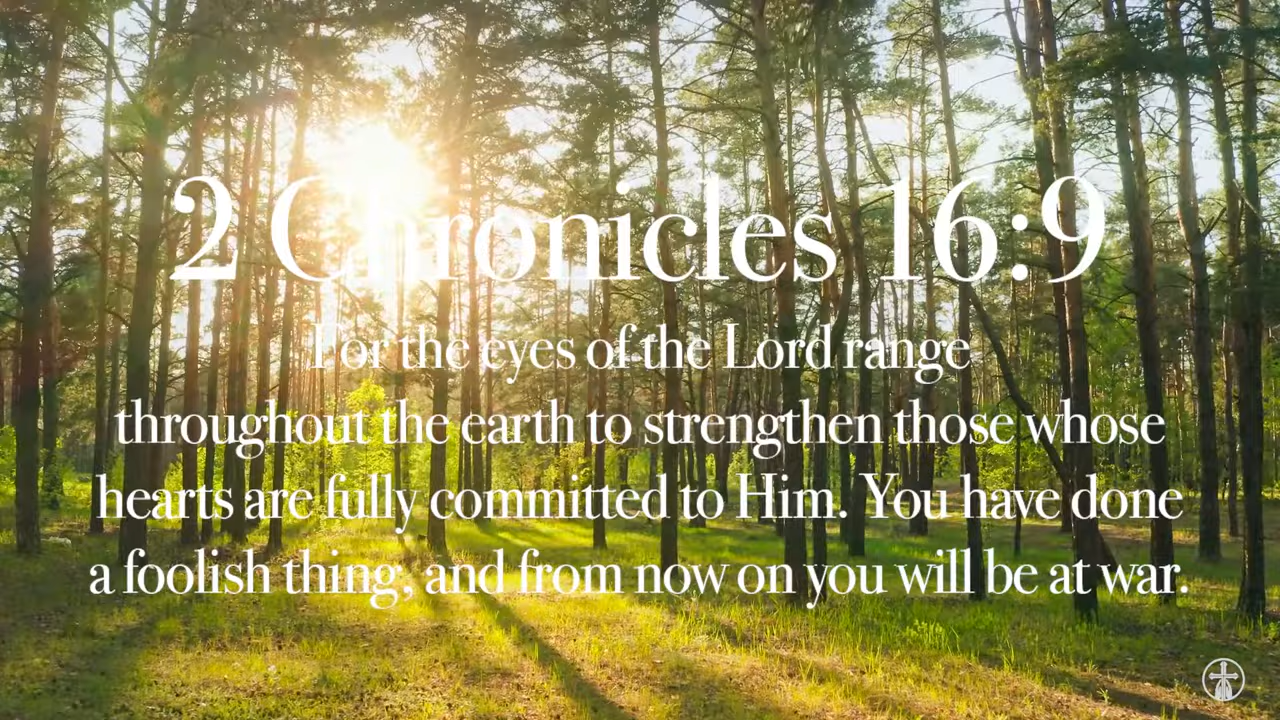 2 Chronicles 16:9
For the eyes of the Lord range
throughout the earth to strengthen those whose
hearts are fully committed to Him. You have done
a foolish thing, and from now on you will be at war.